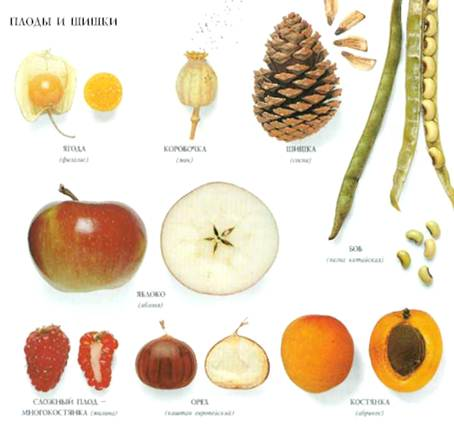 ПЛОДЫ И ШИШКИ
ЯГОДА
(физалис)
КОРОБОЧКА
(мак)
ШИШКА
(сосна)
БОБ
(вигна китайская)
ЯБЛОКО
(яблоня)
СЛОЖНЫЙ ПЛОД –
МНОГОКОСТЯНКА (малина)
ОРЕХ
(каштан европейский)
КОСТЯНКА
(абрикос)